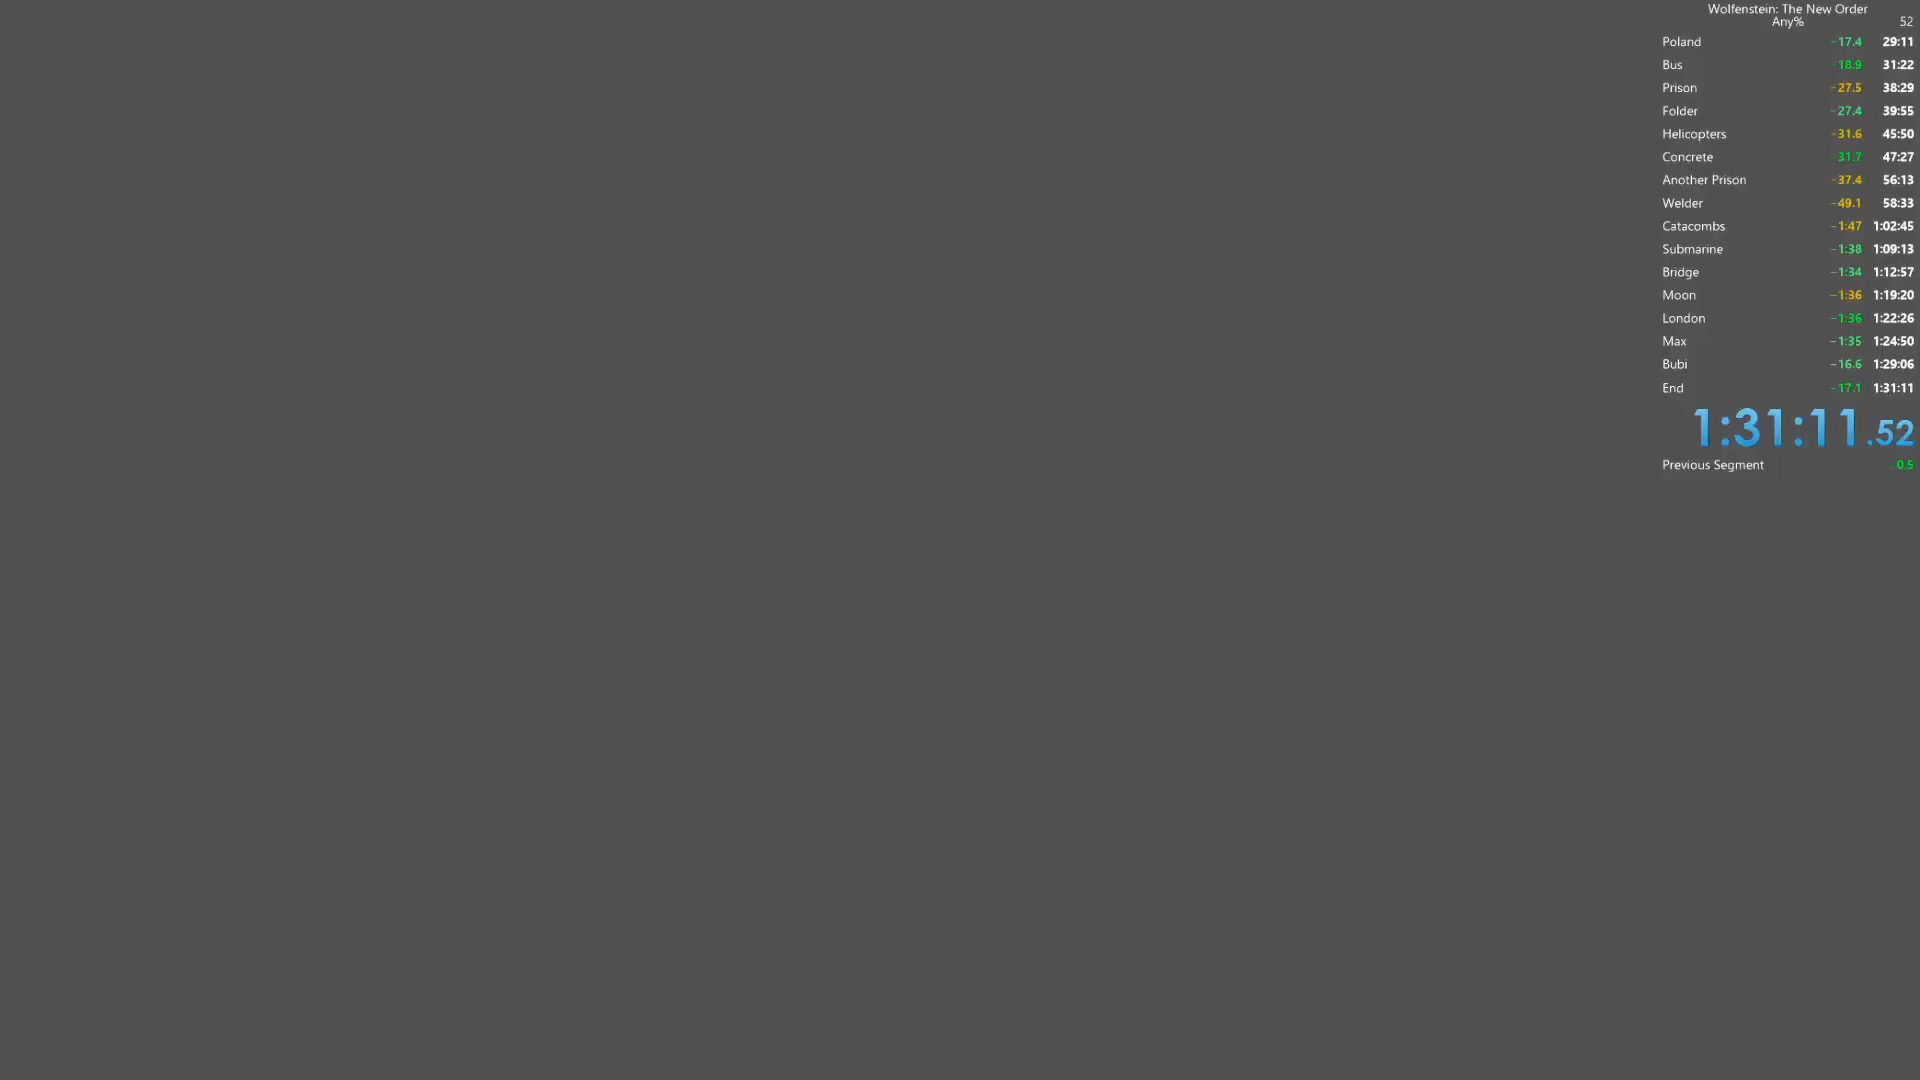 Wolfenstein: The New Order
Any% 52
Poland -17.4 29:11
Bus -18.9 31:22
Prison -27.5 38:29
Folder -27.4 39:55
Helicopters -31.6 45:50
Concrete -31.7 47:27
Another Prison -37.4 56:13
Welder -49.1 58:33
Catacombs -1:47 1:02:45
Submarine -1:38 1:09:13
Bridge -1:34 1:12:57
Moon -1:36 1:19:20
London -1:36 1:22:26
Max -1:35 1:24:50
Bubi -16.6 1:29:06
End -17.1 1:31:11
1:31:11.52
Previous Segment -0.5